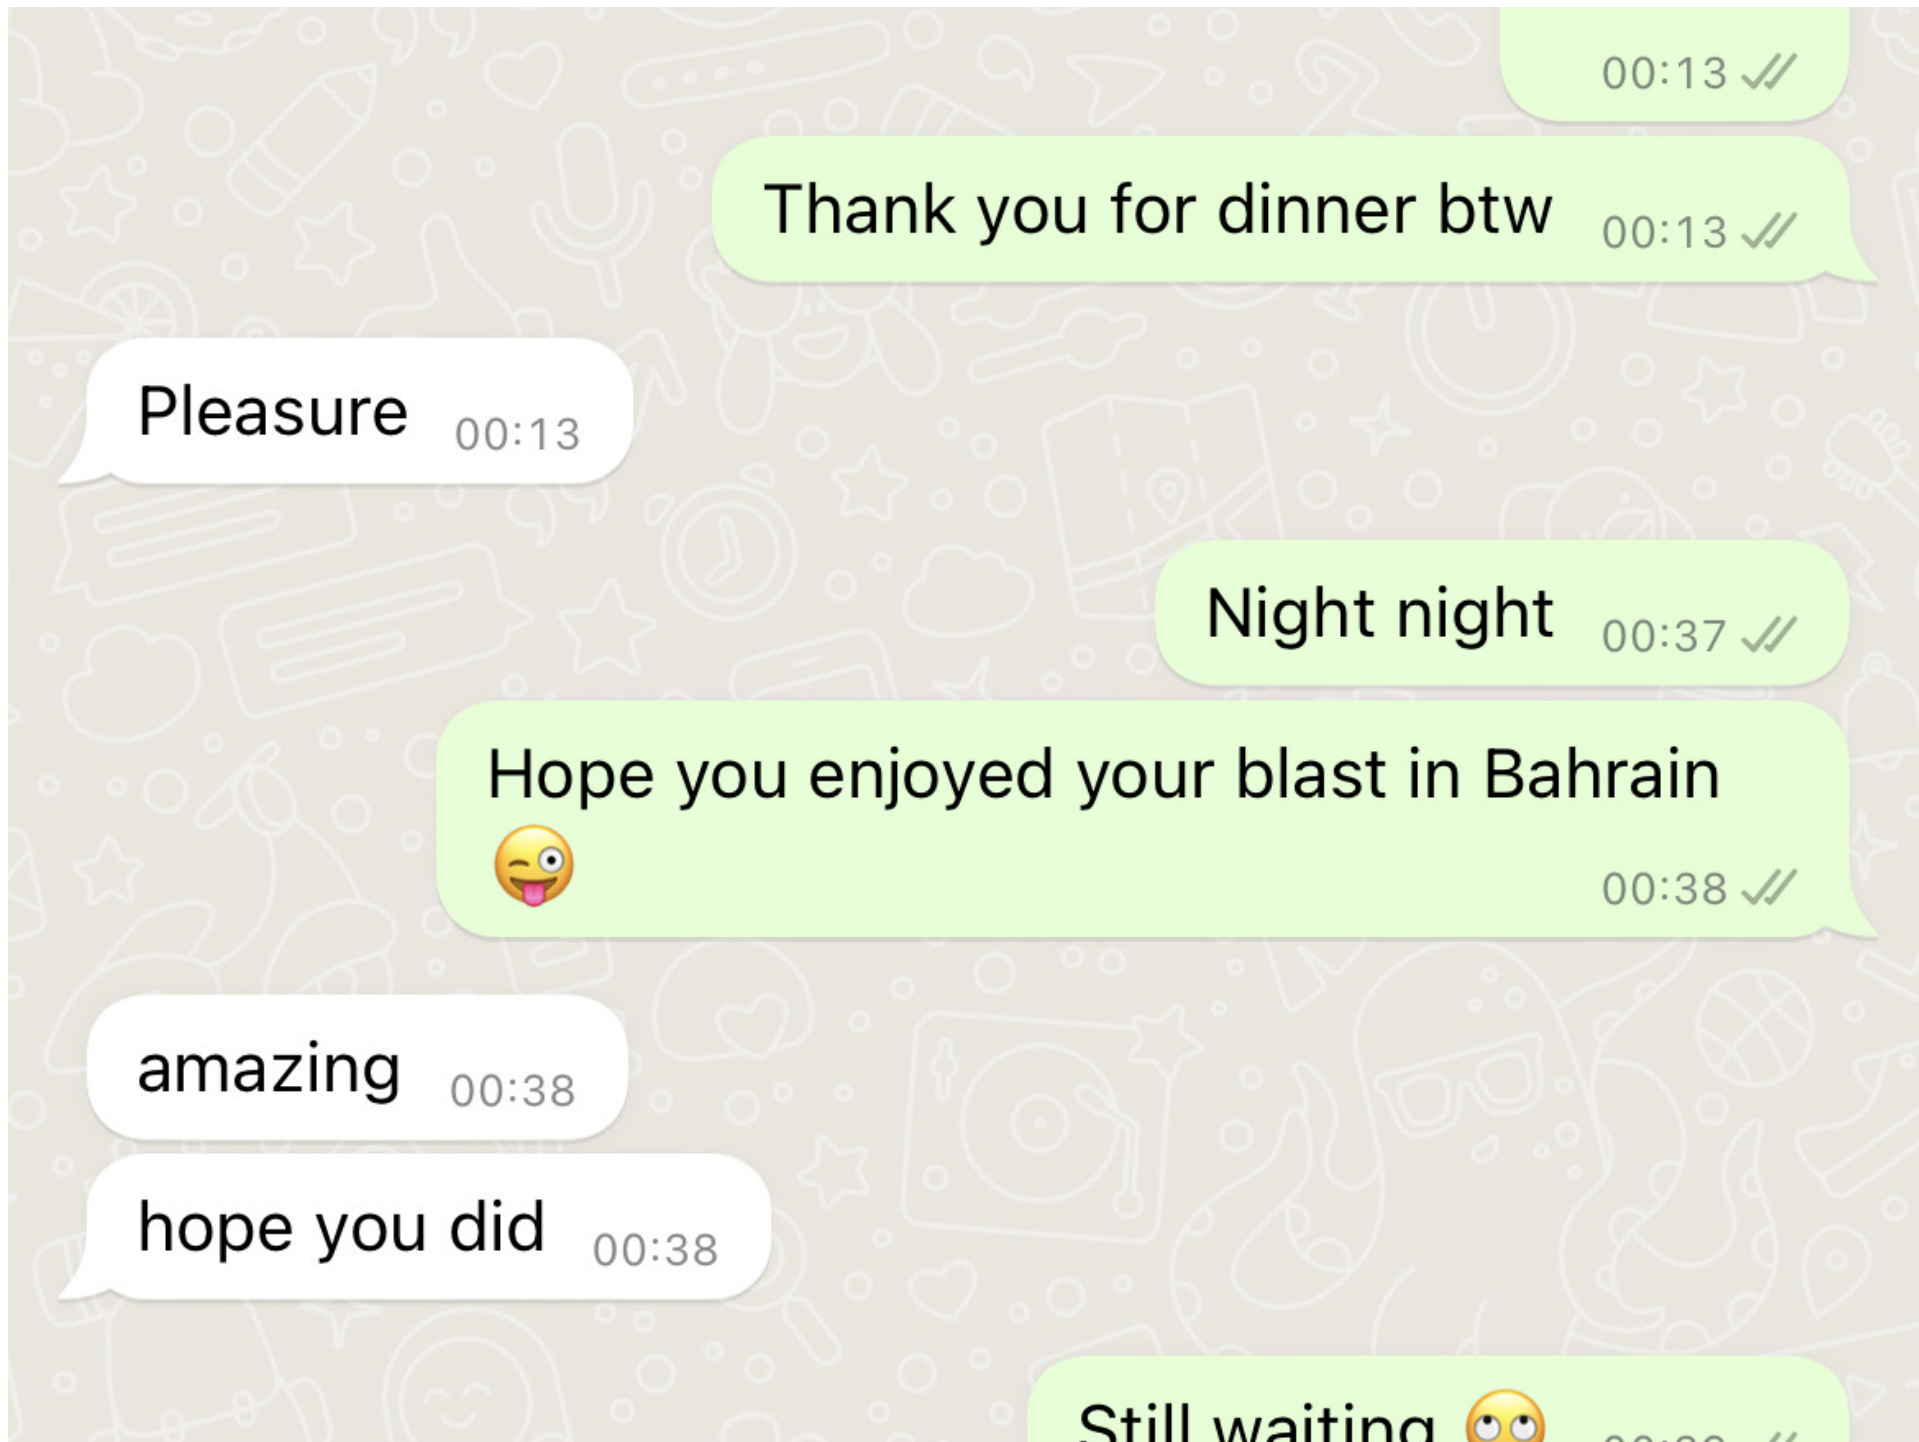 00:13
Thank you for dinner btw 00:13
Pleasure 00:13
Night night 00:37
Hope you enjoyed your blast in Bahrain
😜 00:38
amazing 00:38
hope you did 00:38
Still waiting 🙄